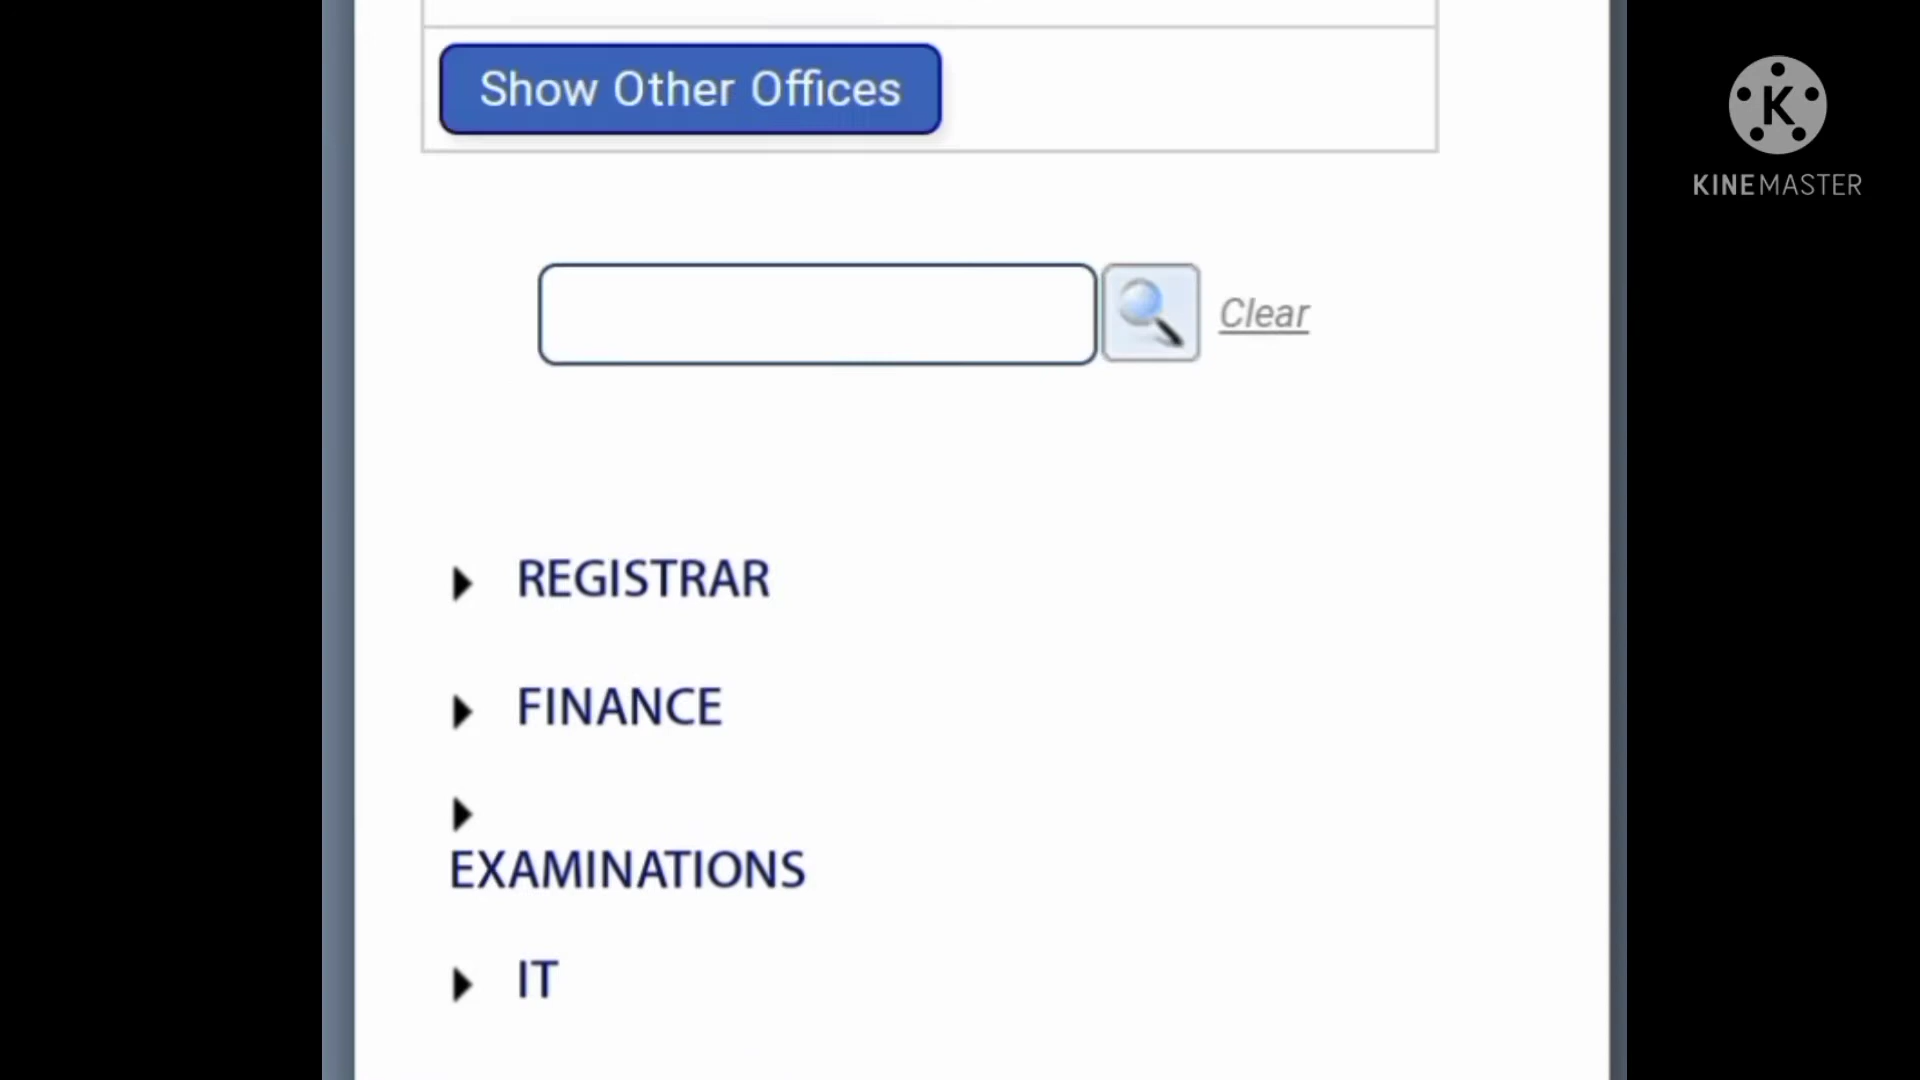 Show Other Offices
K
KINEMASTER
Clear
REGISTRAR
FINANCE
EXAMINATIONS
IT